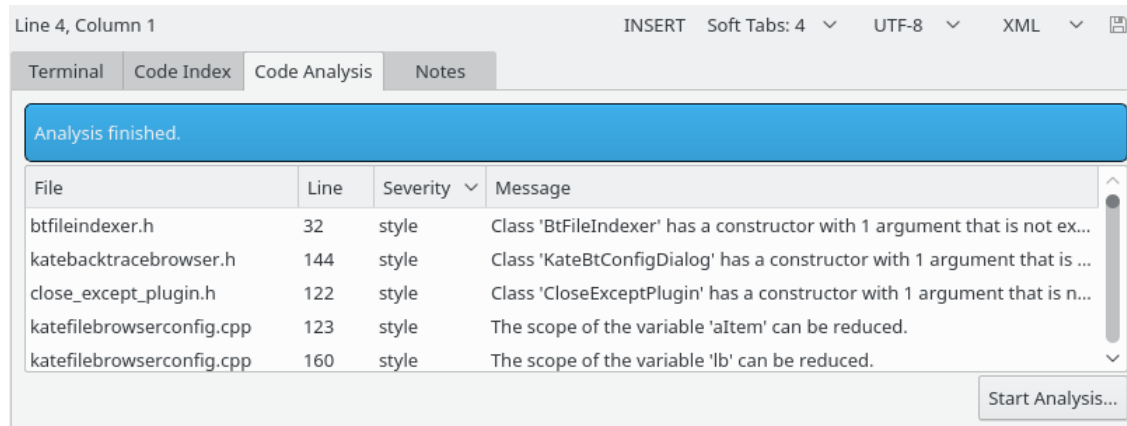 Line 4, Column 1 INSERT Soft Tabs: 4 UTF-8 XML
Terminal Code Index Code Analysis Notes
Analysis finished.
File Line Severity Message
btfileindexer.h 32 style Class 'BtFileIndexer' has a constructor with 1 argument that is not ex...
katebacktracebrowser.h 144 style Class 'KateBtConfigDialog' has a constructor with 1 argument that is ...
close_except_plugin.h 122 style Class 'CloseExceptPlugin' has a constructor with 1 argument that is n...
katefilebrowserconfig.cpp 123 style The scope of the variable 'aItem' can be reduced.
katefilebrowserconfig.cpp 160 style The scope of the variable 'lb' can be reduced.
Start Analysis...